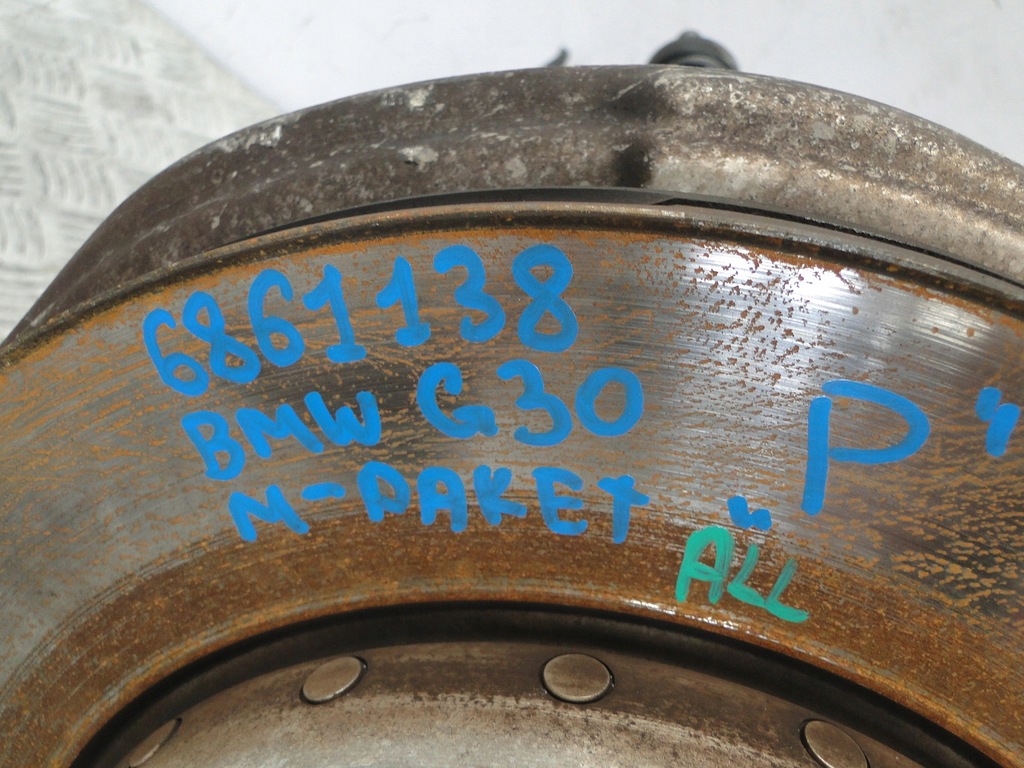 6861138
BMW G30
M-PAKET
„P"
ALL